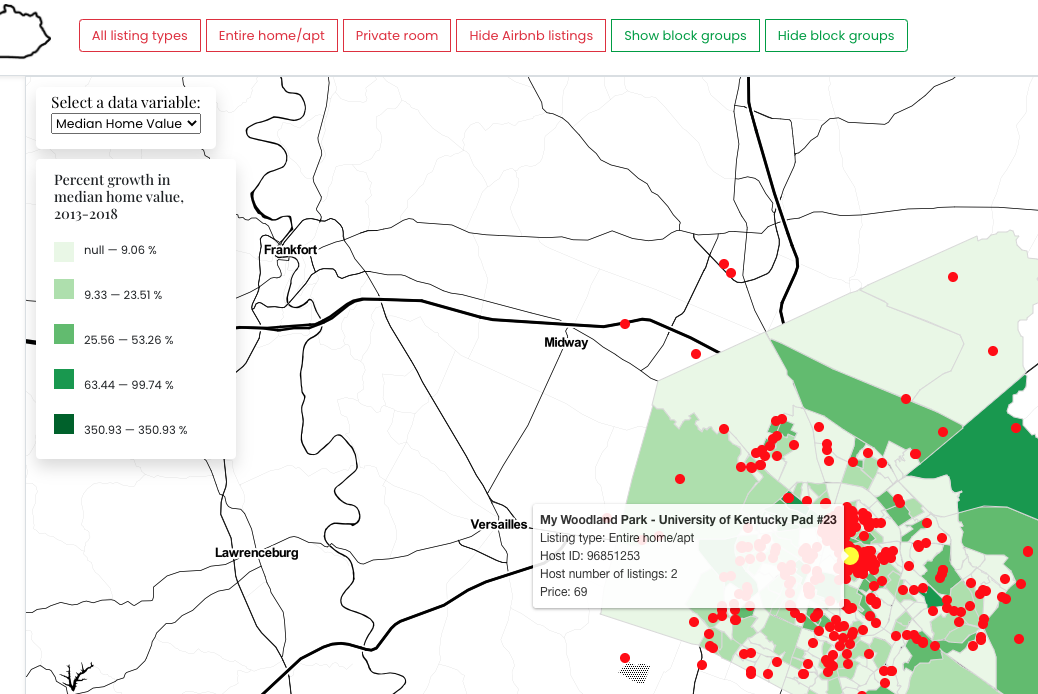 All listing types
Entire home/apt
Private room
Hide Airbnb listings
Show block groups
Hide block groups
Select a data variable:
Median Home Value
Percent growth in
median home value,
2013-2018
null — 9.06 %
9.33 — 23.51 %
25.56 — 53.26 %
63.44 — 99.74 %
350.93 — 350.93 %
Frankfort
Midway
Versailles
Lawrenceburg
My Woodland Park - University of Kentucky Pad #23
Listing type: Entire home/apt
Host ID: 96851253
Host number of listings: 2
Price: 69